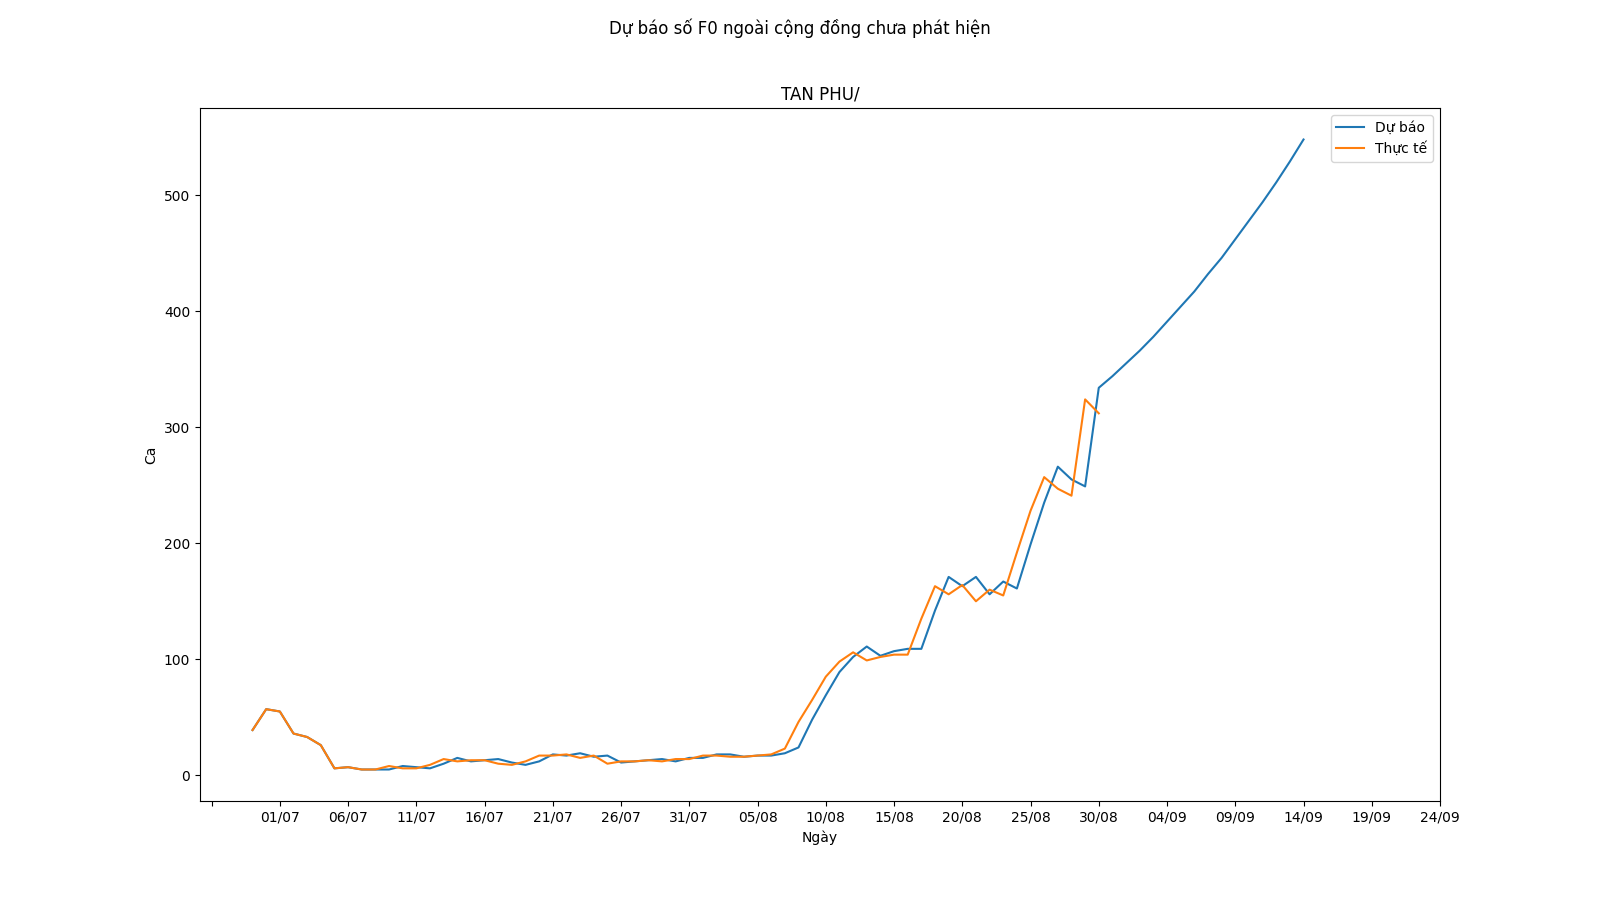 Dự báo số F0 ngoài cộng đồng chưa phát hiện
TAN PHU/
Dự báo
Thực tế
500
400
300
200
100
0
Ca
01/07 06/07 11/07 16/07 21/07 26/07 31/07 05/08 10/08 15/08 20/08 25/08 30/08 04/09 09/09 14/09 19/09 24/09
Ngày